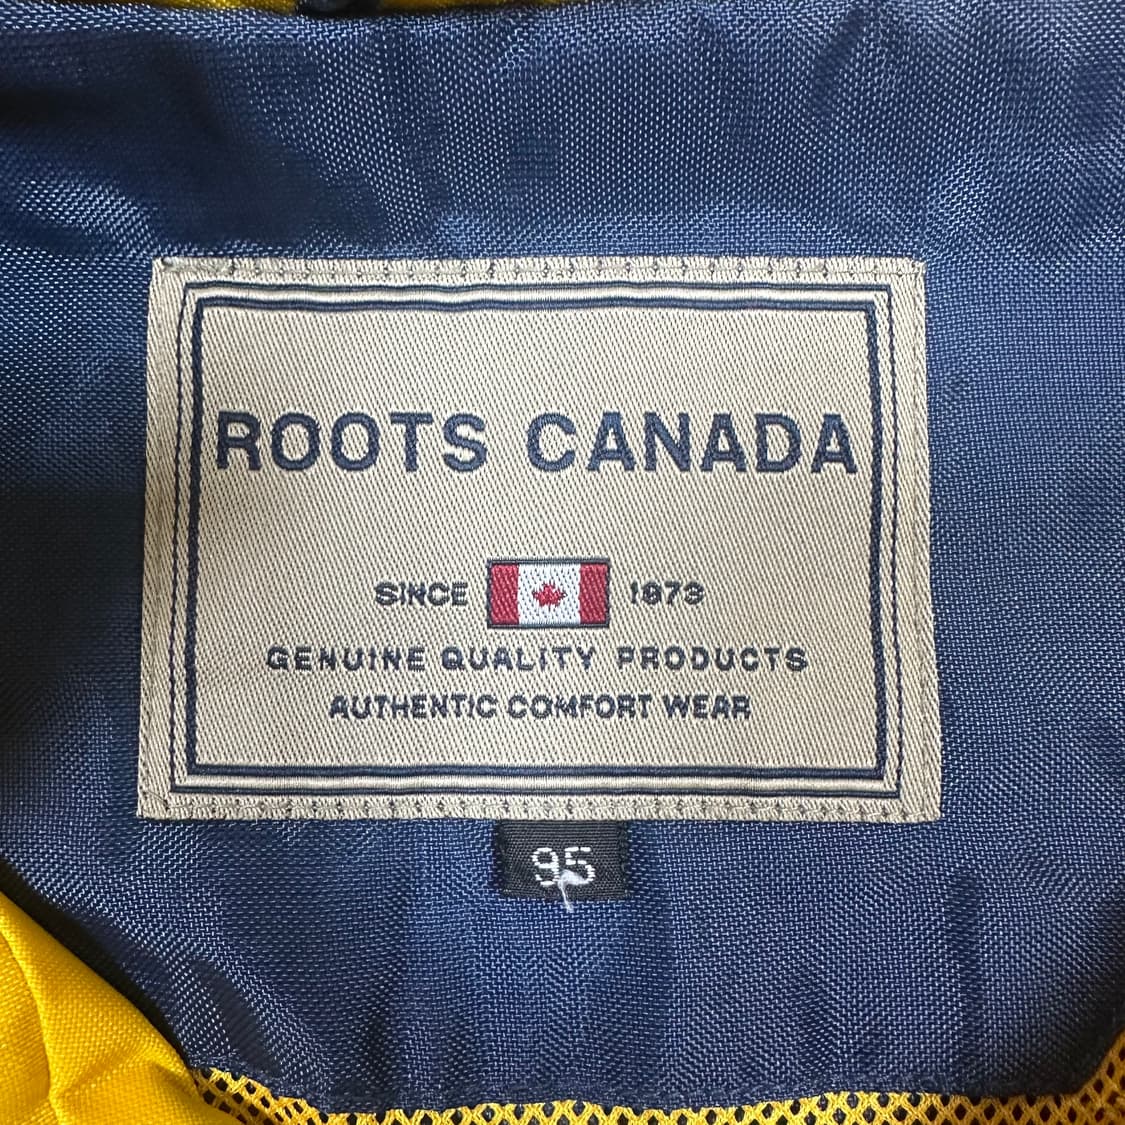 ROOTS CANADA
SINCE 1973
GENUINE QUALITY PRODUCTS
AUTHENTIC COMFORT WEAR
95